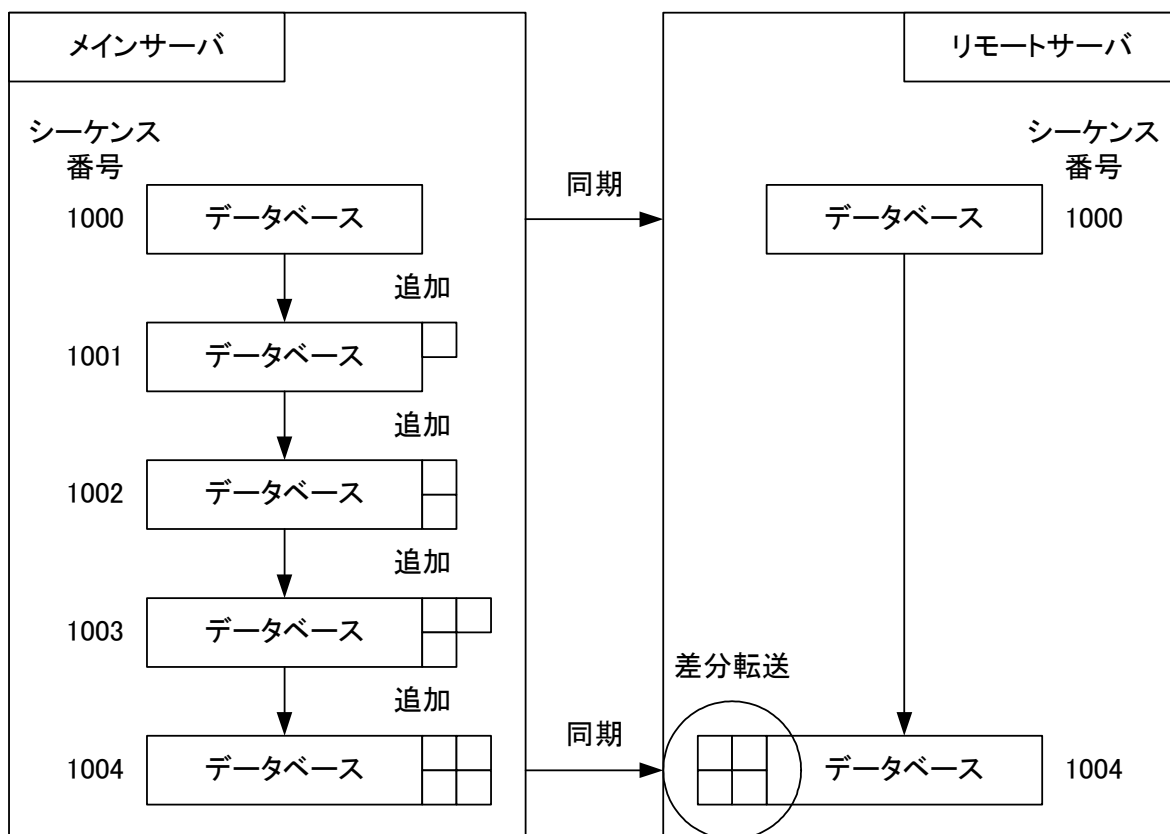 メインサーバ
リモートサーバ
シーケンス
番号
シーケンス
番号
1000
データベース
同期
データベース
1000
追加
1001
データベース
追加
1002
データベース
追加
1003
データベース
追加
差分転送
1004
データベース
同期
データベース
1004